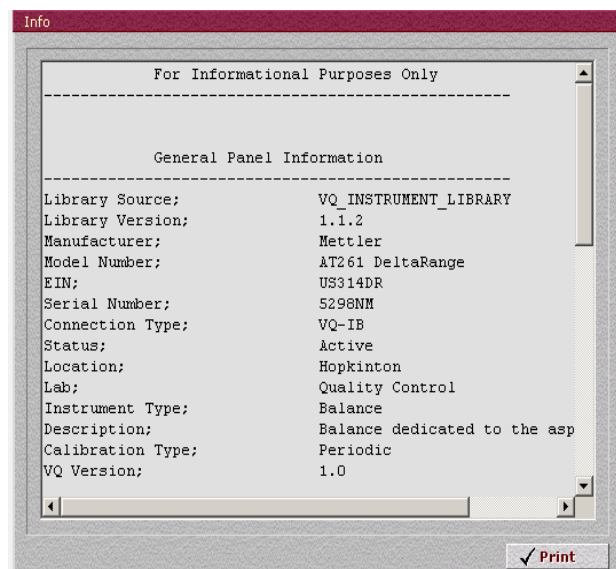 Info
For Informational Purposes Only
---------------------------------------------------
General Panel Information
---------------------------------------------------
Library Source; VQ_INSTRUMENT_LIBRARY
Library Version; 1.1.2
Manufacturer; Mettler
Model Number; AT261 DeltaRange
EIN; US314DR
Serial Number; 5298NM
Connection Type; VQ-IB
Status; Active
Location; Hopkinton
Lab; Quality Control
Instrument Type; Balance
Description; Balance dedicated to the asp
Calibration Type; Periodic
VQ Version; 1.0
Print